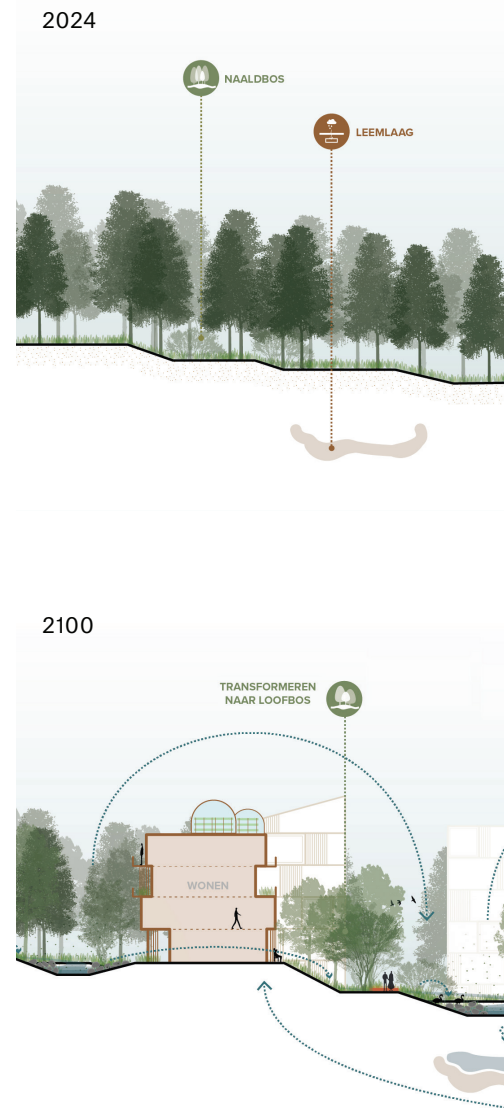 2024
NAALDBOS
LEEMLAAG
2100
TRANSFORMEREN
NAAR LOOFBOS
WONEN